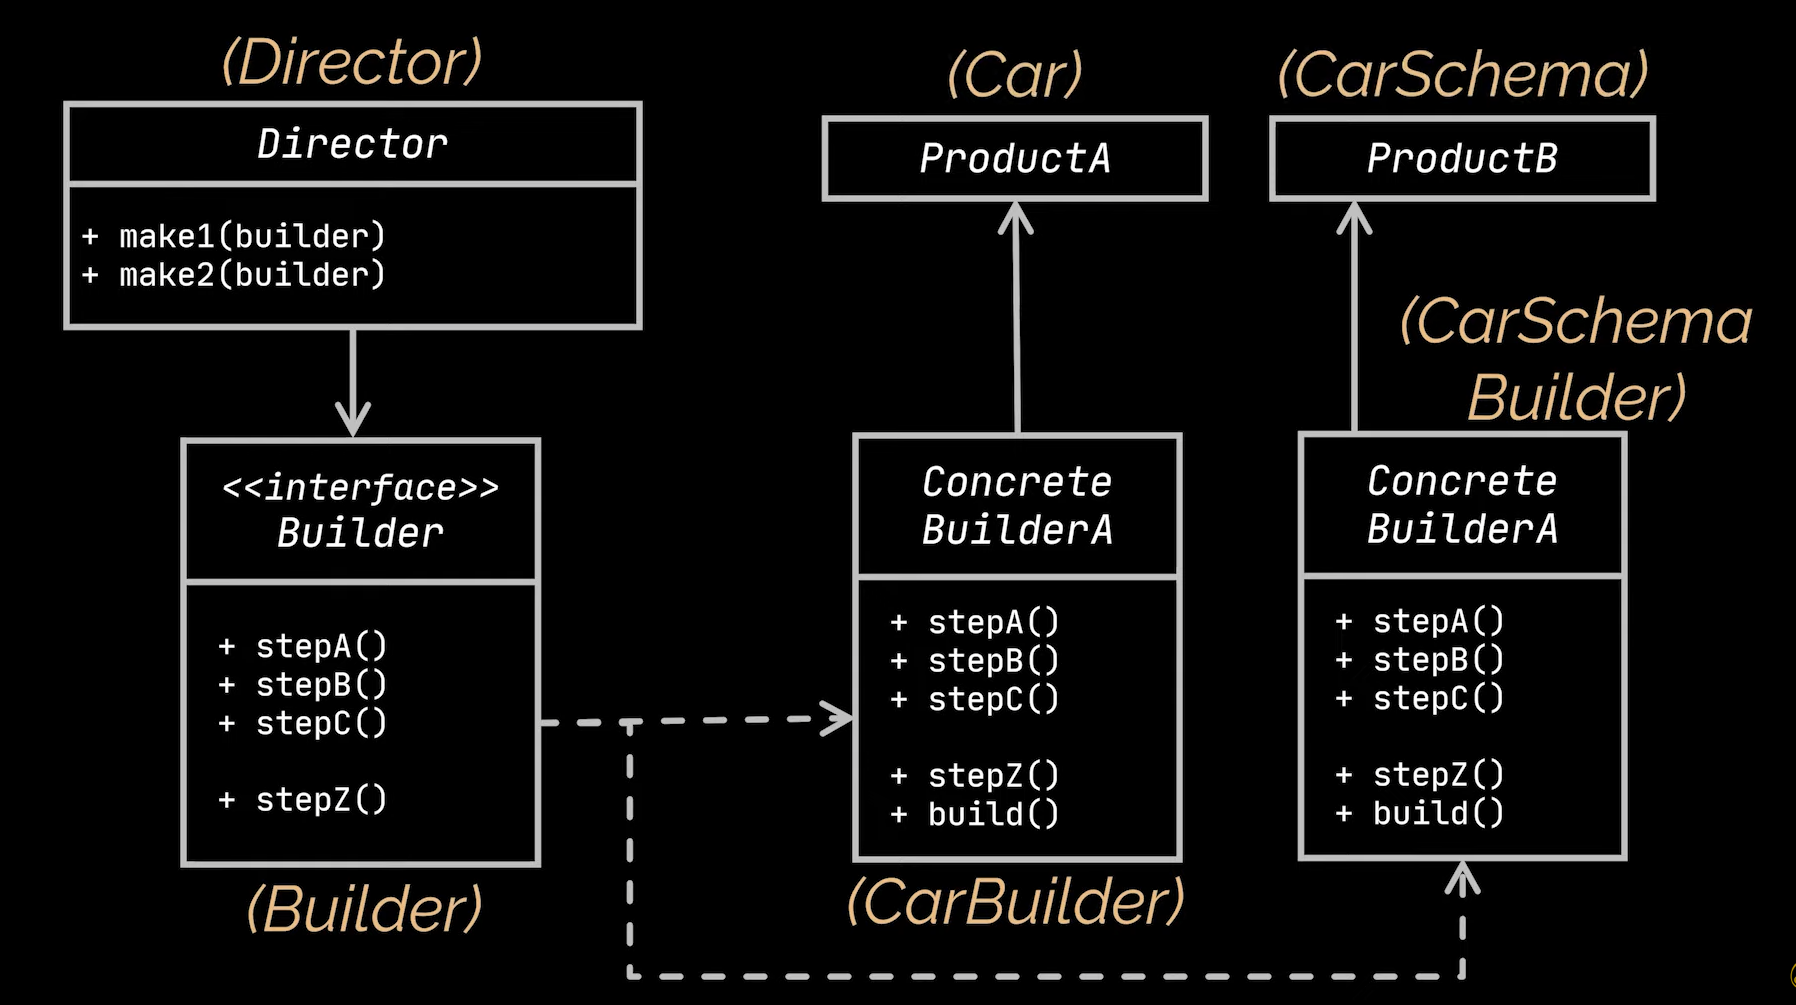 (Director)
Director
+ make1(builder)
+ make2(builder)
<<interface>>
Builder
+ stepA()
+ stepB()
+ stepC()
+ stepZ()
(Builder)
(Car)
ProductA
Concrete
BuilderA
+ stepA()
+ stepB()
+ stepC()
+ stepZ()
+ build()
(CarBuilder)
(CarSchema)
ProductB
(CarSchema
Builder)
Concrete
BuilderA
+ stepA()
+ stepB()
+ stepC()
+ stepZ()
+ build()